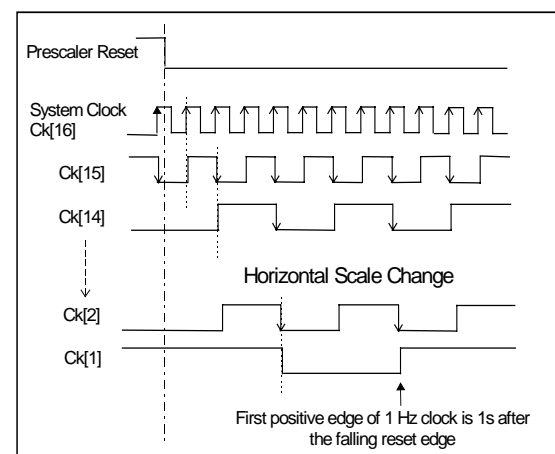 Prescaler Reset
System Clock
Ck[16]
Ck[15]
Ck[14]
Horizontal Scale Change
Ck[2]
Ck[1]
First positive edge of 1 Hz clock is 1s after
the falling reset edge